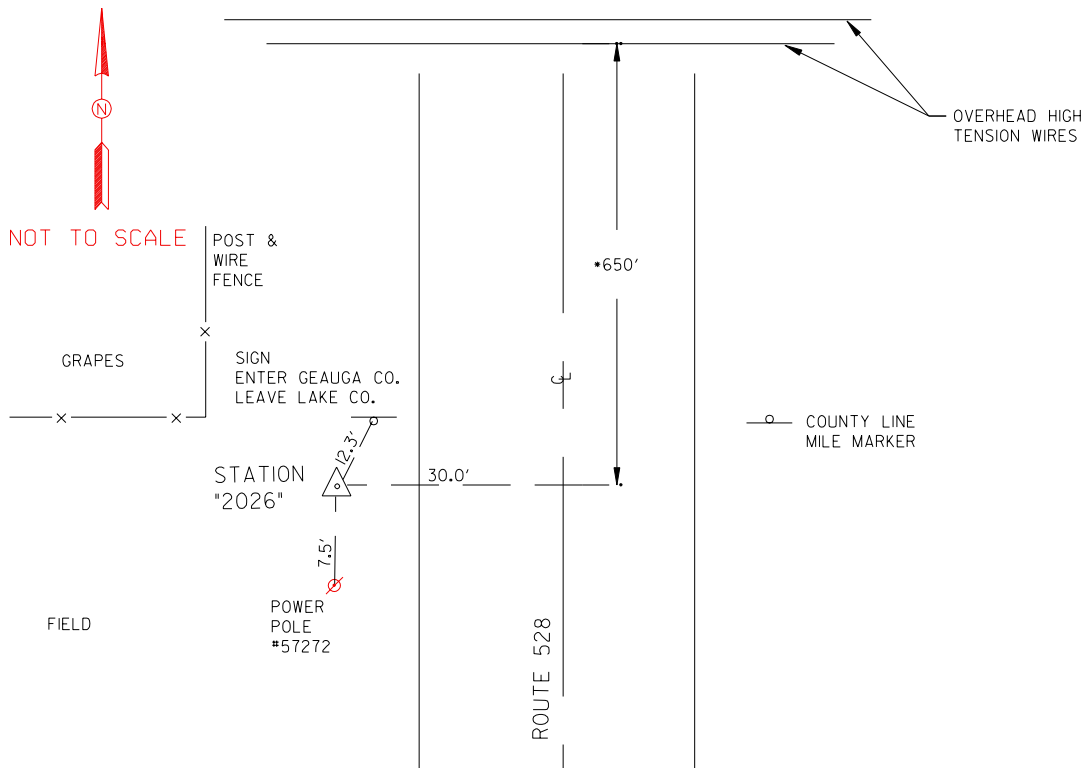 OVERHEAD HIGH
TENSION WIRES
N
NOT TO SCALE
POST &
WIRE
FENCE
*650'
GRAPES
SIGN
ENTER GEAUGA CO.
LEAVE LAKE CO.
CL
COUNTY LINE
MILE MARKER
12.3'
STATION
"2026"
30.0'
7.5'
POWER
POLE
#57272
FIELD
ROUTE 528